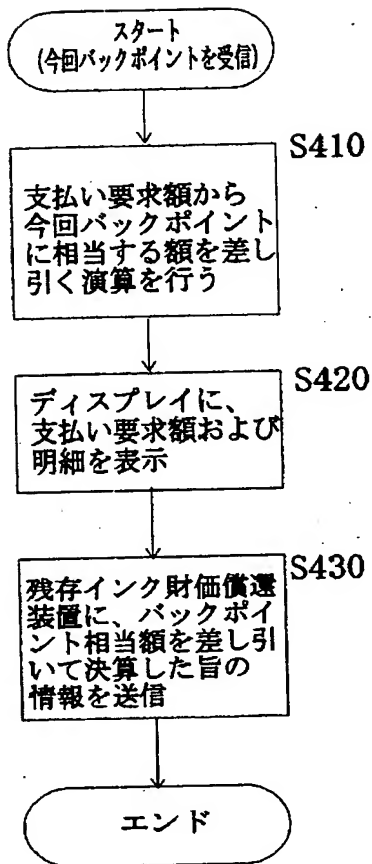 スタート
(今回バックポイントを受信)
S410
支払い要求額から
今回バックポイント
に相当する額を差し
引く演算を行う
S420
ディスプレイに、
支払い要求額および
明細を表示
S430
残存インク財価償還
装置に、バックポイ
ント相当額を差し引
いて決算した旨の
情報を送信
エンド